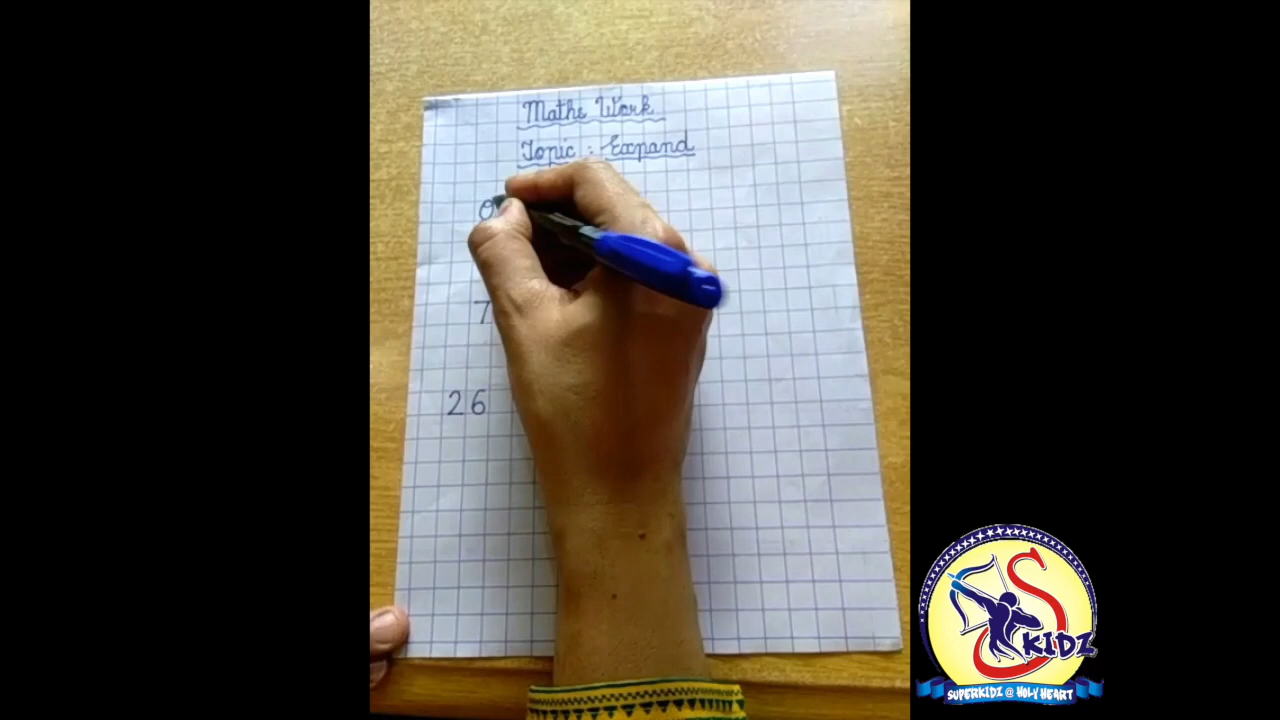 Maths Work
Topic : Expand
7
26
S
KIDZ
SUPERKIDZ @ HOLY HEART